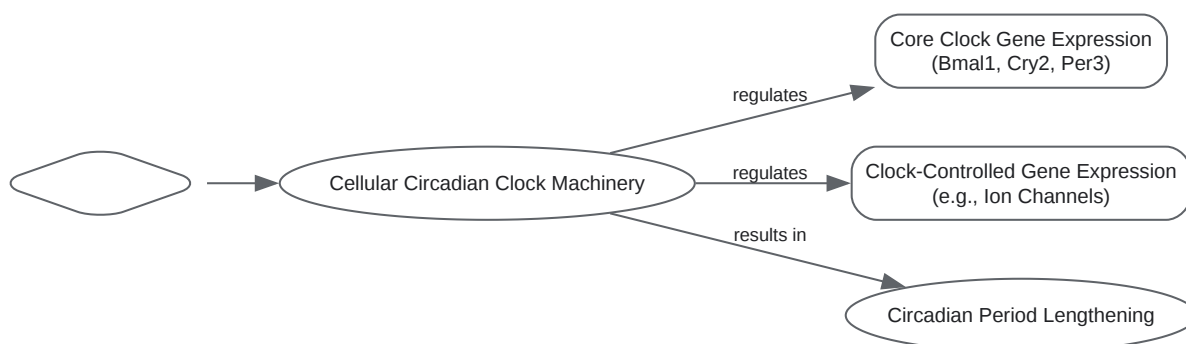 Core Clock Gene Expression
(Bmal1, Cry2, Per3)
regulates
Cellular Circadian Clock Machinery
regulates
Clock-Controlled Gene Expression
(e.g., Ion Channels)
results in
Circadian Period Lengthening